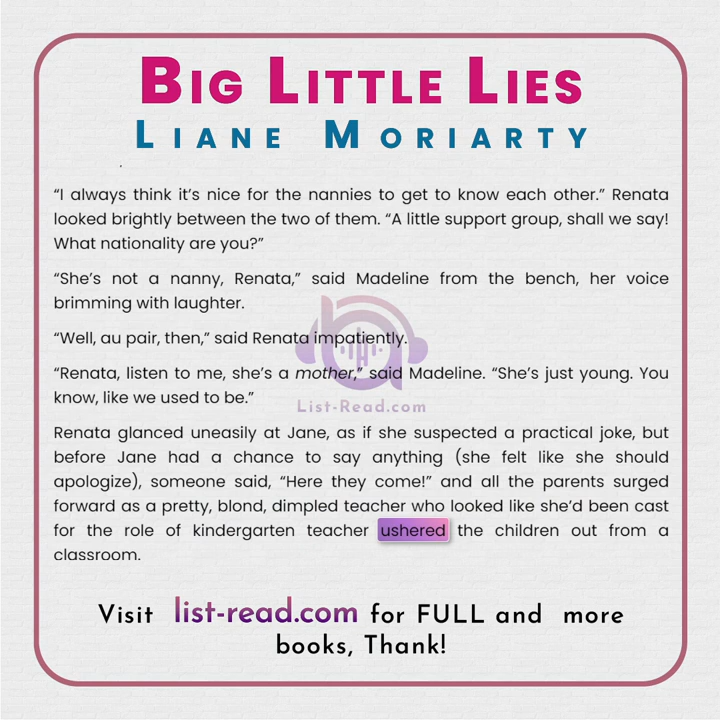 BIG LITTLE LIES
LIANE MORIARTY
“I always think it’s nice for the nannies to get to know each other.” Renata
looked brightly between the two of them. “A little support group, shall we say!
What nationality are you?”
“She’s not a nanny, Renata,” said Madeline from the bench, her voice
brimming with laughter.
“Well, au pair, then,” said Renata impatiently.
“Renata, listen to me, she’s a mother,” said Madeline. “She’s just young. You
know, like we used to be.”
List-Read.com
Renata glanced uneasily at Jane, as if she suspected a practical joke, but
before Jane had a chance to say anything (she felt like she should
apologize), someone said, “Here they come!” and all the parents surged
forward as a pretty, blond, dimpled teacher who looked like she’d been cast
for the role of kindergarten teacher ushered the children out from a
classroom.
Visit list-read.com for FULL and more
books, Thank!